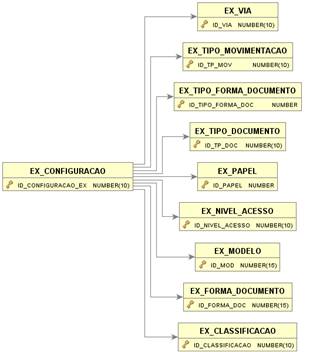 EX_VIA
ID_VIA NUMBER(10)
EX_TIPO_MOVIMENTACAO
ID_TP_MOV NUMBER(10)
EX_TIPO_FORMA_DOCUMENTO
ID_TIPO_FORMA_DOC NUMBER
EX_TIPO_DOCUMENTO
ID_TP_DOC NUMBER(10)
EX_CONFIGURACAO
ID_CONFIGURACAO_EX NUMBER(10)
EX_PAPEL
ID_PAPEL NUMBER
EX_NIVEL_ACESSO
ID_NIVEL_ACESSO NUMBER(10)
EX_MODELO
ID_MOD NUMBER(15)
EX_FORMA_DOCUMENTO
ID_FORMA_DOC NUMBER(15)
EX_CLASSIFICACAO
ID_CLASSIFICACAO NUMBER(10)